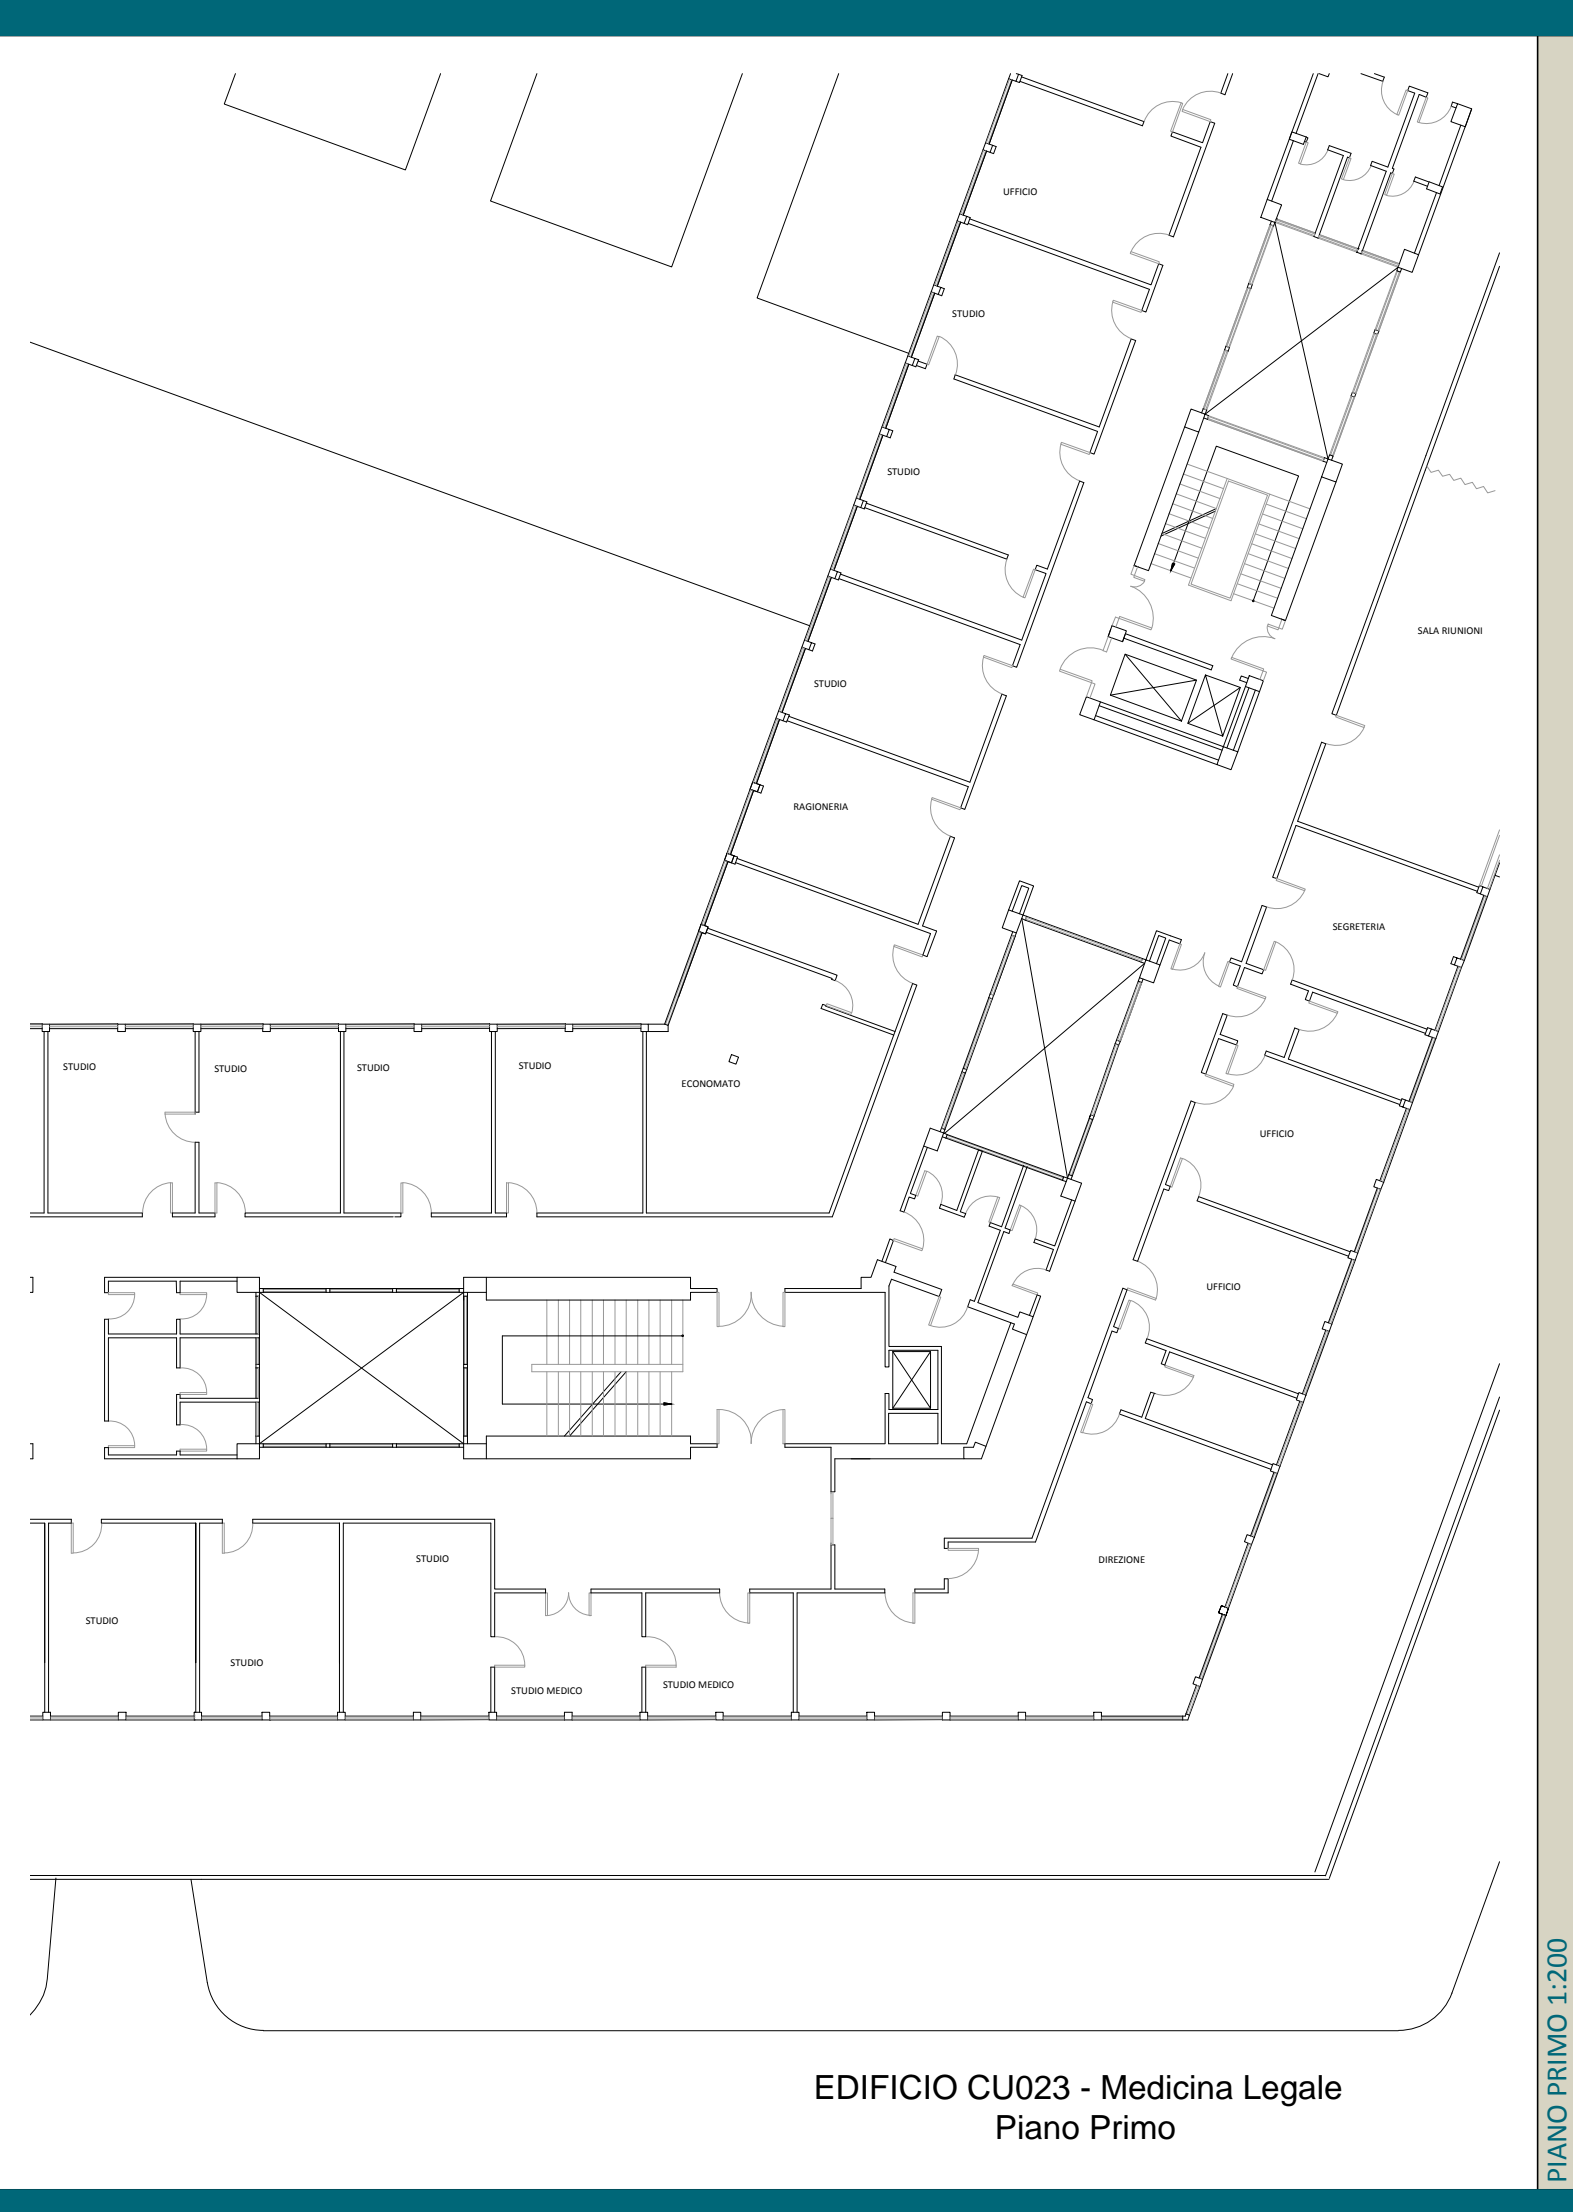 UFFICIO
STUDIO
STUDIO
SALA RIUNIONI
STUDIO
RAGIONERIA
SEGRETERIA
STUDIO
STUDIO
STUDIO
STUDIO
ECONOMATO
UFFICIO
UFFICIO
STUDIO
DIREZIONE
STUDIO
STUDIO
STUDIO MEDICO
STUDIO MEDICO
EDIFICIO CU023 - Medicina Legale
Piano Primo
PIANO PRIMO 1:200